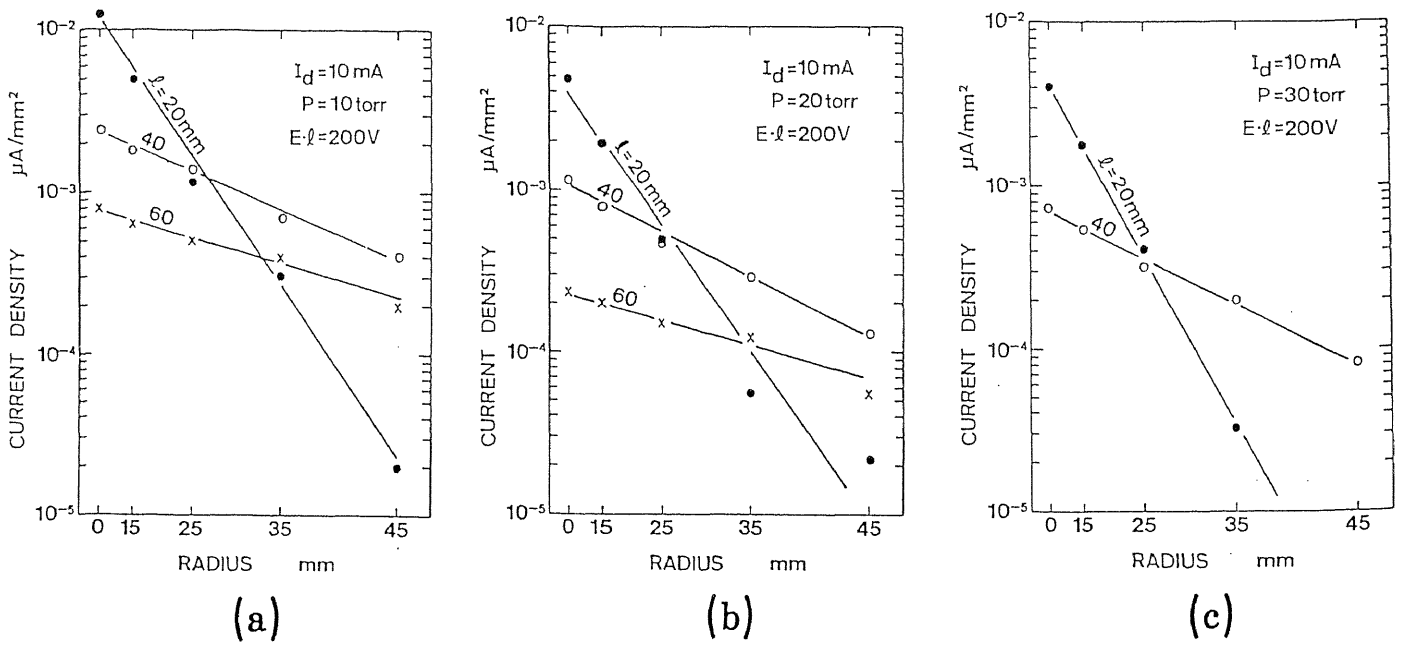 10⁻²
10⁻³
10⁻⁴
10⁻⁵
CURRENT DENSITY µA/mm²
I_d=10 mA
P=10 torr
E·ℓ=200V
ℓ=20mm
40
60
0 15 25 35 45
RADIUS mm
(a)
10⁻²
10⁻³
10⁻⁴
10⁻⁵
CURRENT DENSITY µA/mm²
I_d=10 mA
P=20 torr
E·ℓ=200V
ℓ=20mm
40
60
0 15 25 35 45
RADIUS mm
(b)
10⁻²
10⁻³
10⁻⁴
10⁻⁵
CURRENT DENSITY µA/mm²
I_d=10 mA
P=30 torr
E·ℓ=200V
ℓ=20mm
40
0 15 25 35 45
RADIUS mm
(c)